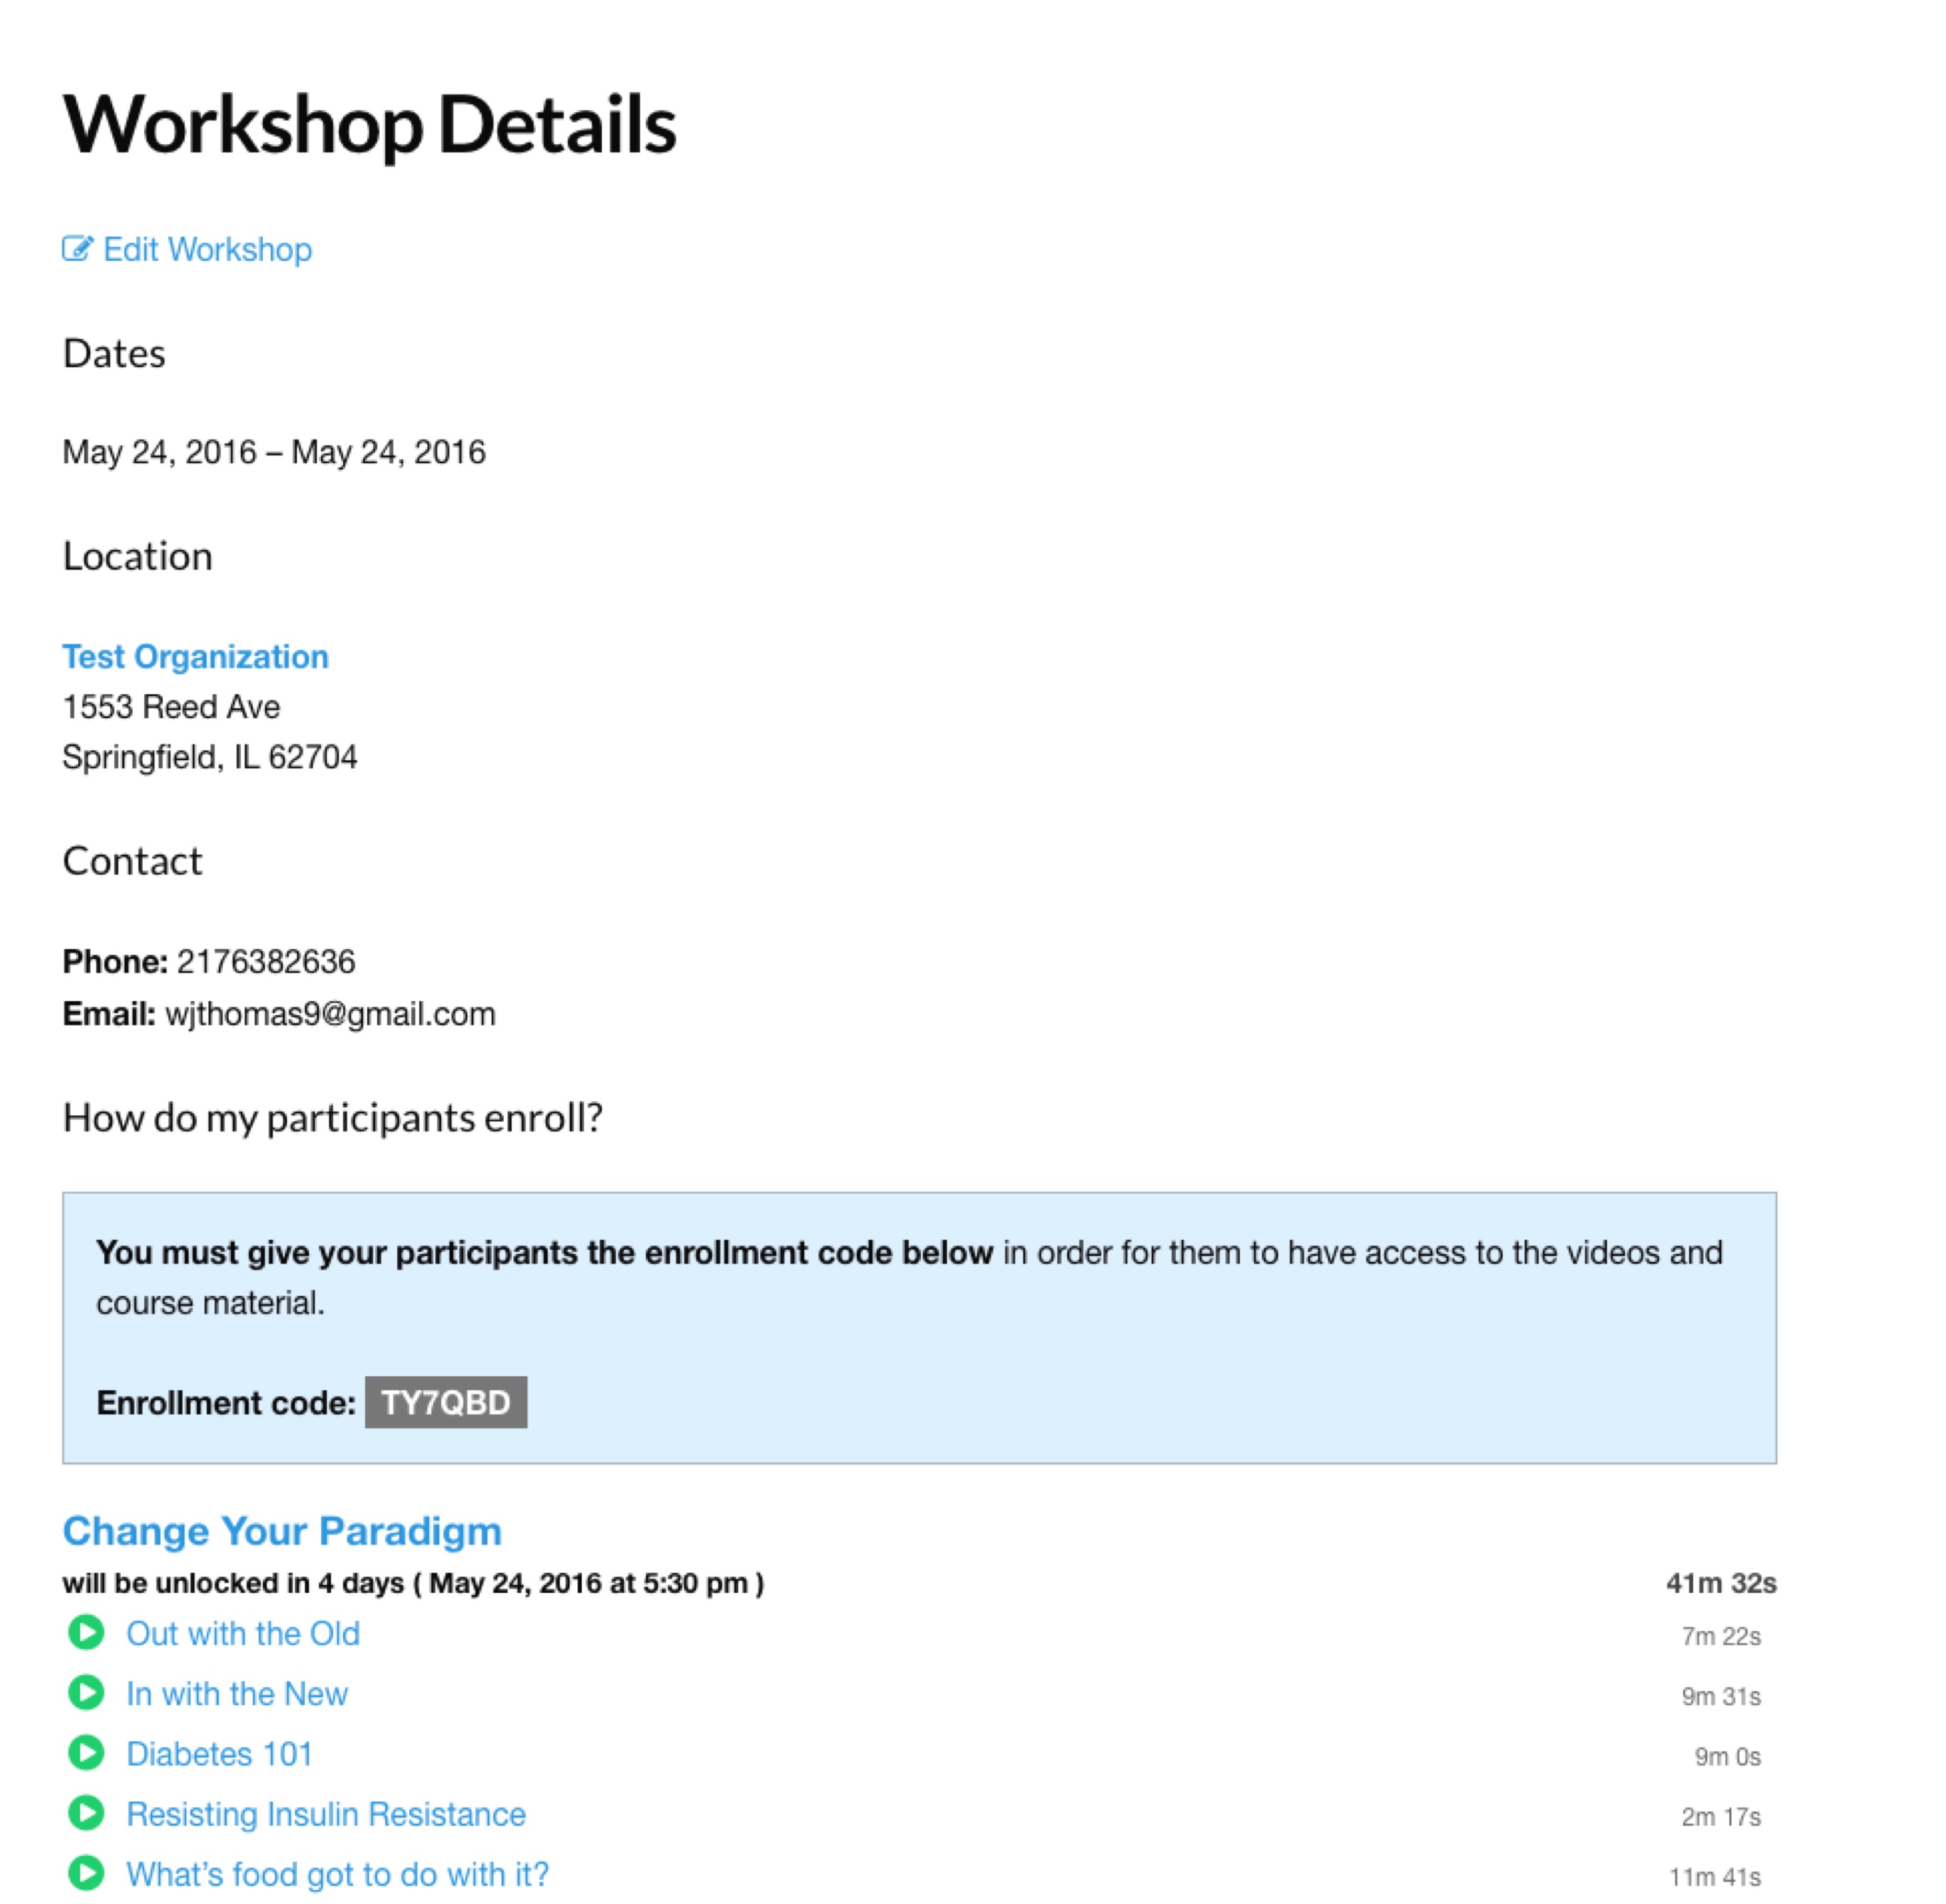 Workshop Details
Edit Workshop
Dates
May 24, 2016 – May 24, 2016
Location
Test Organization
1553 Reed Ave
Springfield, IL 62704
Contact
Phone: 2176382636
Email: wjthomas9@gmail.com
How do my participants enroll?
You must give your participants the enrollment code below in order for them to have access to the videos and
course material.
Enrollment code: TY7QBD
Change Your Paradigm
will be unlocked in 4 days ( May 24, 2016 at 5:30 pm ) 41m 32s
Out with the Old 7m 22s
In with the New 9m 31s
Diabetes 101 9m 0s
Resisting Insulin Resistance 2m 17s
What’s food got to do with it? 11m 41s